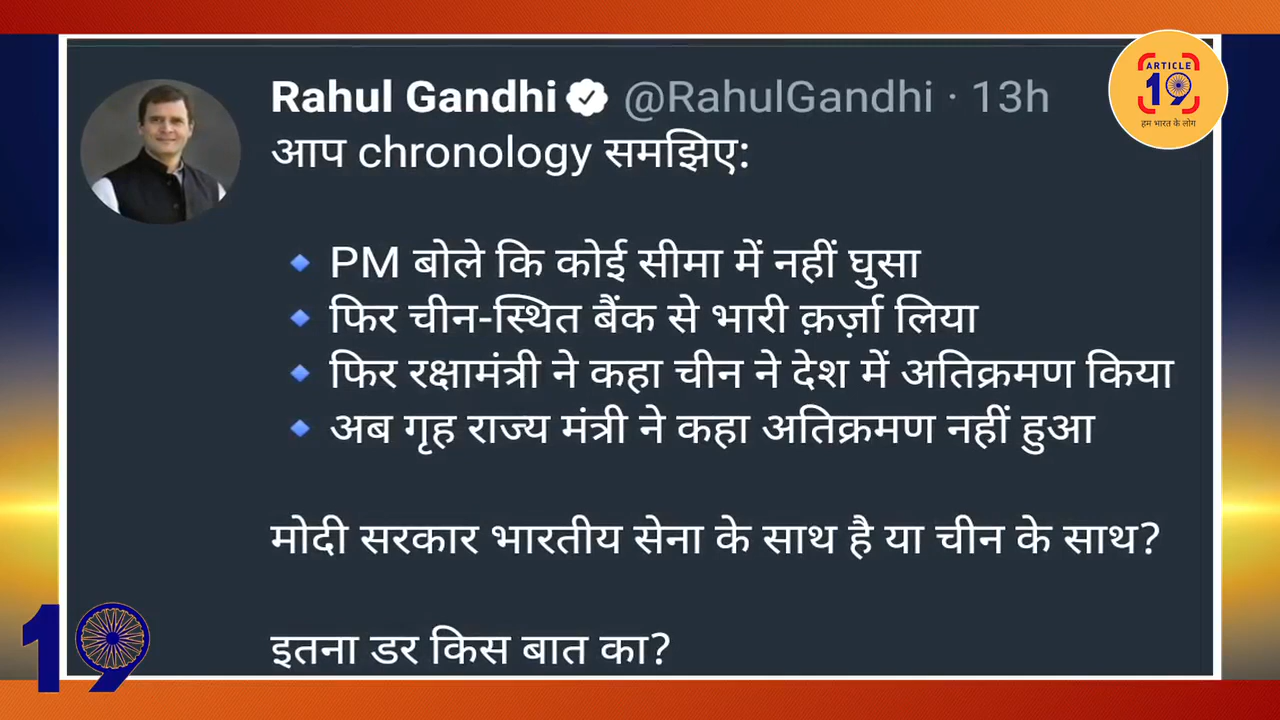 Rahul Gandhi @RahulGandhi · 13h
ARTICLE
19
हम भारत के लोग
आप chronology समझिए:
🔹 PM बोले कि कोई सीमा में नहीं घुसा
🔹 फिर चीन-स्थित बैंक से भारी क़र्ज़ा लिया
🔹 फिर रक्षामंत्री ने कहा चीन ने देश में अतिक्रमण किया
🔹 अब गृह राज्य मंत्री ने कहा अतिक्रमण नहीं हुआ
मोदी सरकार भारतीय सेना के साथ है या चीन के साथ?
इतना डर किस बात का?
19